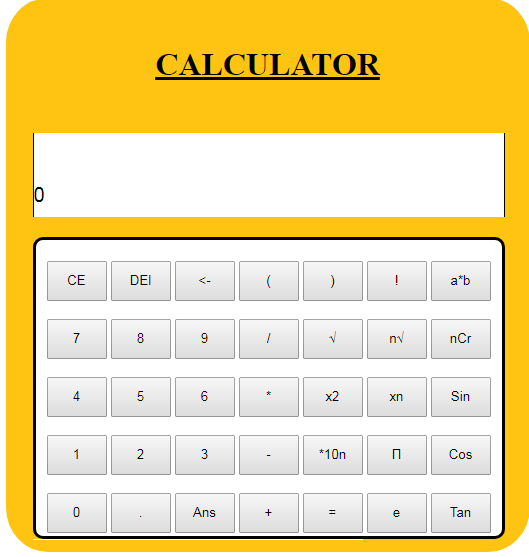 CALCULATOR
0
CE DEl <- ( ) ! a*b
7 8 9 / √ n√ nCr
4 5 6 * x2 xn Sin
1 2 3 - *10n Π Cos
0 . Ans + = e Tan